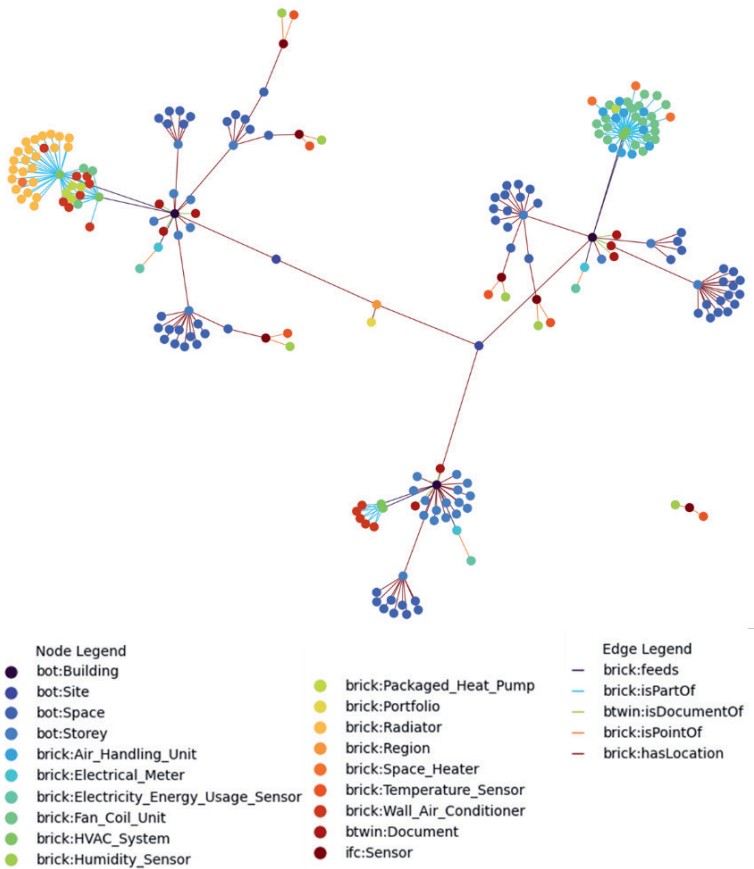 Node Legend
bot:Building
bot:Site
bot:Space
bot:Storey
brick:Air_Handling_Unit
brick:Electrical_Meter
brick:Electricity_Energy_Usage_Sensor
brick:Fan_Coil_Unit
brick:HVAC_System
brick:Humidity_Sensor
brick:Packaged_Heat_Pump
brick:Portfolio
brick:Radiator
brick:Region
brick:Space_Heater
brick:Temperature_Sensor
brick:Wall_Air_Conditioner
btwin:Document
ifc:Sensor
Edge Legend
brick:feeds
brick:isPartOf
btwin:isDocumentOf
brick:isPointOf
brick:hasLocation